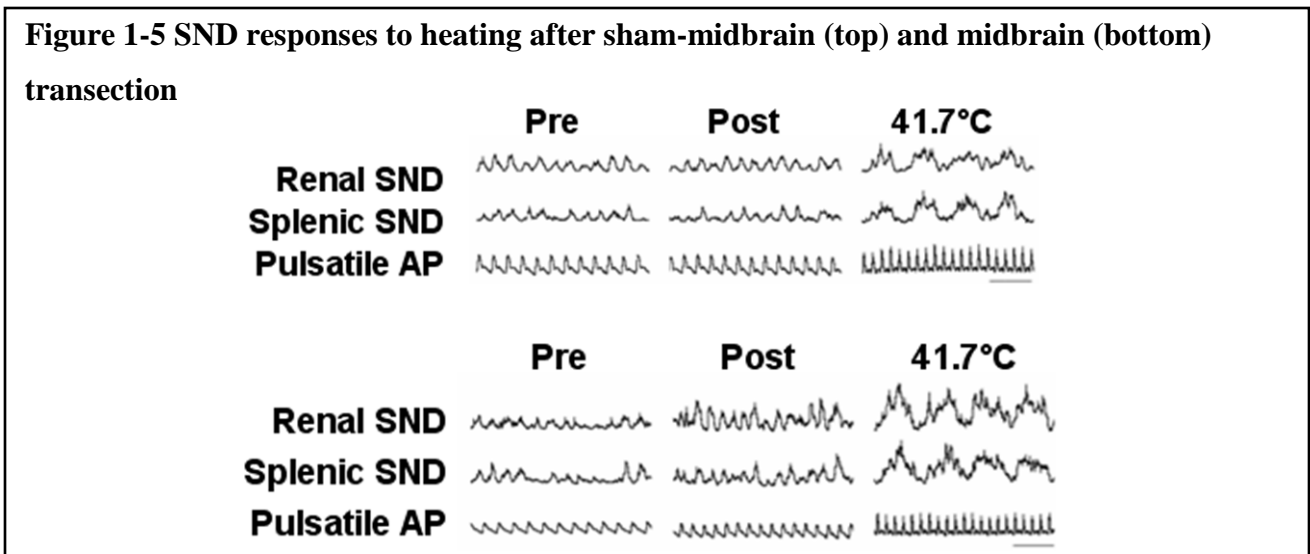 Figure 1-5 SND responses to heating after sham-midbrain (top) and midbrain (bottom)
transection
Pre Post 41.7°C
Renal SND
Splenic SND
Pulsatile AP
Pre Post 41.7°C
Renal SND
Splenic SND
Pulsatile AP